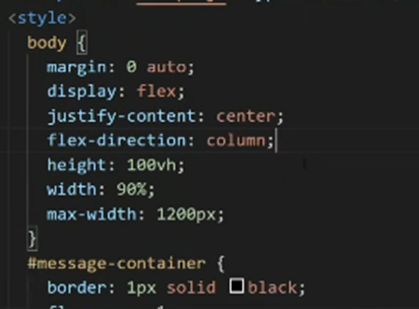 <style>
body {
margin: 0 auto;
display: flex;
justify-content: center;
flex-direction: column;
height: 100vh;
width: 90%;
max-width: 1200px;
}
#message-container {
border: 1px solid black;